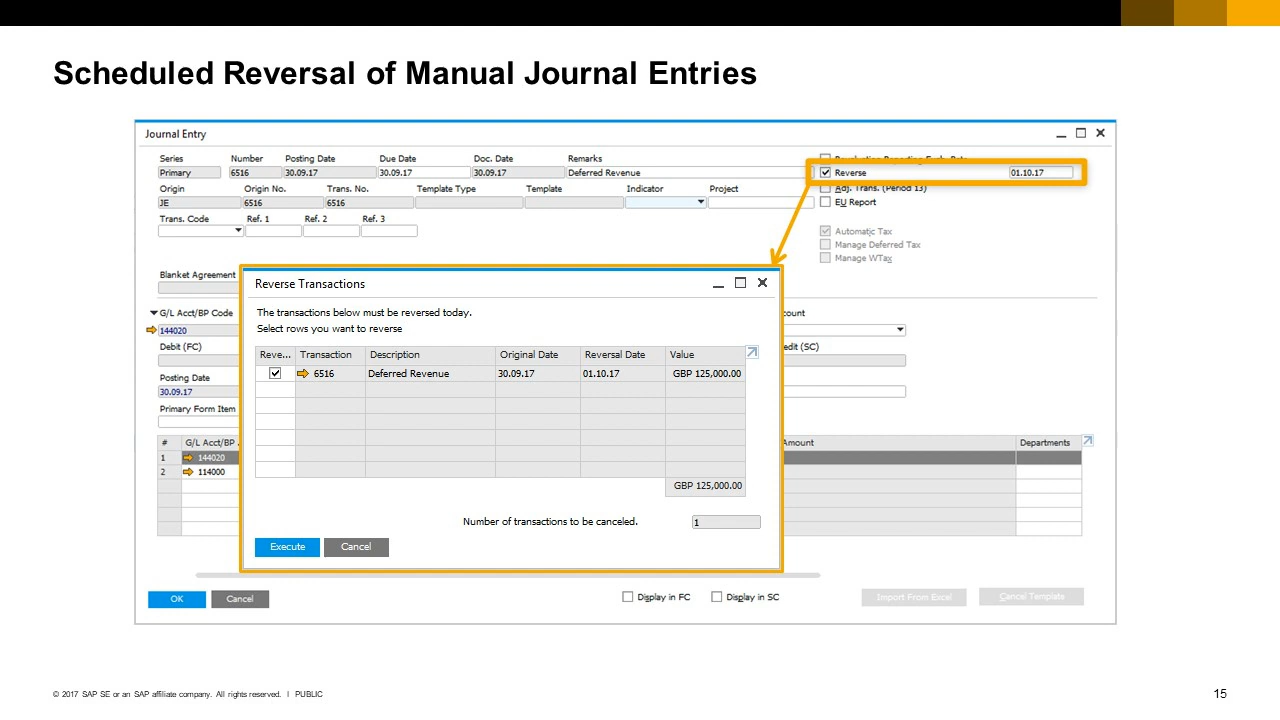 Scheduled Reversal of Manual Journal Entries
Journal Entry
Series Number Posting Date Due Date Doc. Date Remarks
Primary 6516 30.09.17 30.09.17 30.09.17 Deferred Revenue
Reverse 01.10.17
Origin Origin No. Trans. No. Template Type Template Indicator Project
Adj. Trans. (Period 13)
JE 6516 6516
EU Report
Trans. Code Ref. 1 Ref. 2 Ref. 3
Automatic Tax
Manage Deferred Tax
Manage WTax
Blanket Agreement
Reverse Transactions
The transactions below must be reversed today.
Select rows you want to reverse
Reve... Transaction Description Original Date Reversal Date Value
6516 Deferred Revenue 30.09.17 01.10.17 GBP 125,000.00
GBP 125,000.00
Number of transactions to be canceled. 1
Execute Cancel
G/L Acct/BP Code
144020
Debit (FC)
edit (SC)
Posting Date
30.09.17
Primary Form Item
# G/L Acct/BP Amount Departments
1 144020
2 114000
OK Cancel Display in FC Display in SC Import From Excel Cancel Template
© 2017 SAP SE or an SAP affiliate company. All rights reserved. I PUBLIC
15